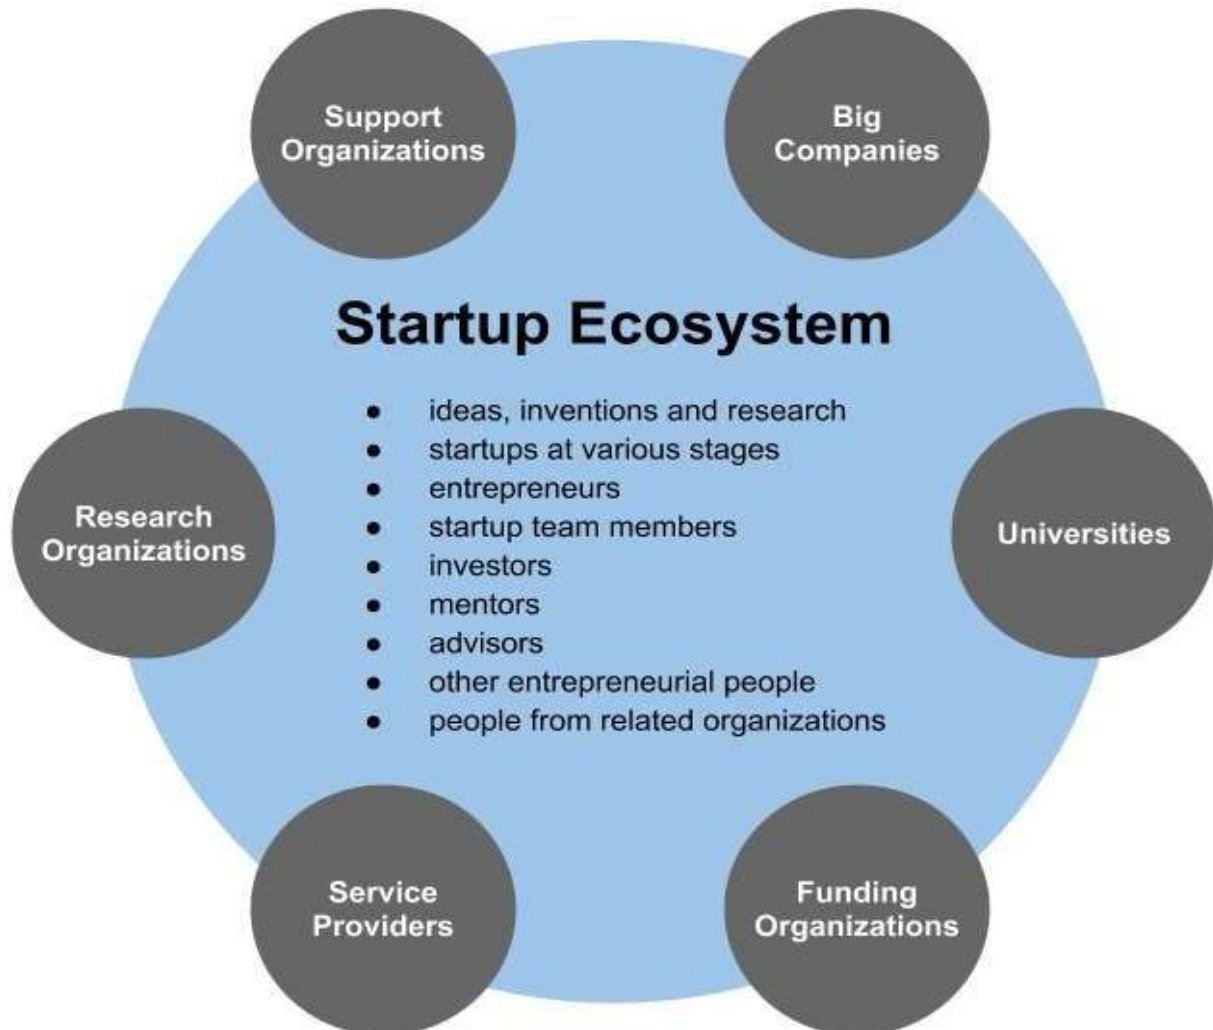 Support
Organizations
Big
Companies
Startup Ecosystem
● ideas, inventions and research
● startups at various stages
● entrepreneurs
● startup team members
● investors
● mentors
● advisors
● other entrepreneurial people
● people from related organizations
Research
Organizations
Universities
Service
Providers
Funding
Organizations